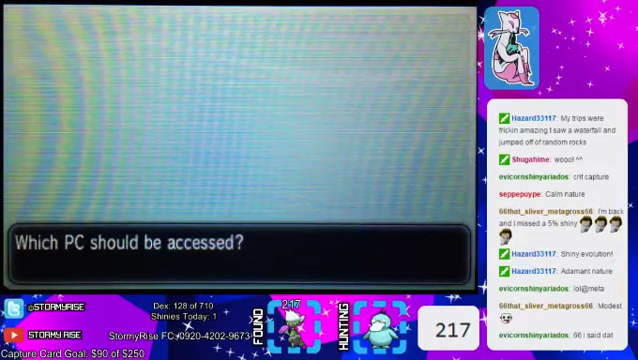 Which PC should be accessed?
Hazard33117: My trips were
frickin amazing I saw a waterfall and
jumped off of random rocks
Shugahime: wooo! ^^
evicornshinyariados: crit capture
seppepuype: Calm nature
66that_sliver_metagross66: I'm back
and I missed a 5% shiny
Hazard33117: Shiny evolution!
Hazard33117: Adamant nature
evicornshinyariados: lol@meta
66that_sliver_metagross66: Modest
evicornshinyariados: 66 i said dat
@STORMYRISE
STORMYRISE
Capture Card Goal: $90 of $250
Dex: 128 of 710
Shinies Today: 1
StormyRise FC:0920-4202-9673
FOUND
217
HUNTING
217